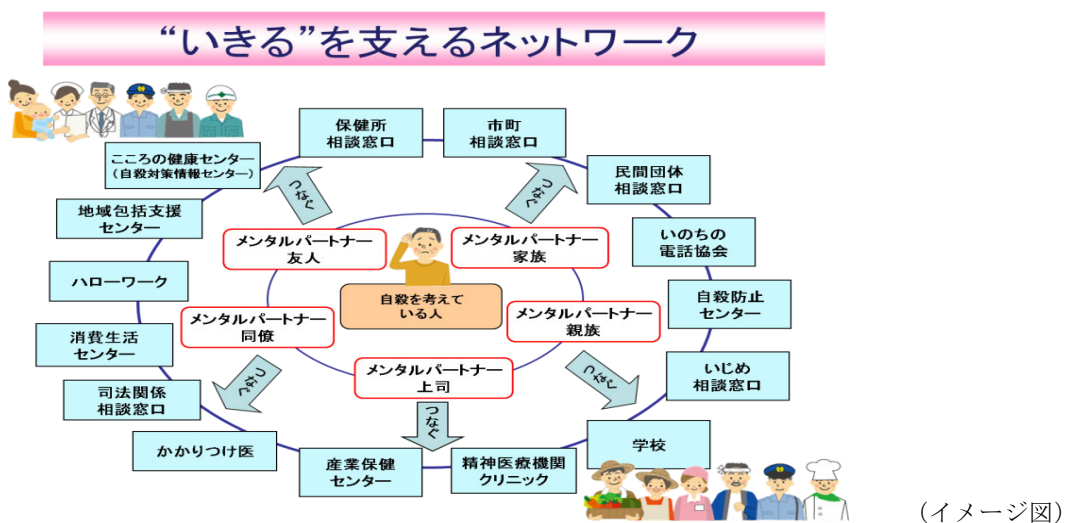 “いきる”を支えるネットワーク
保健所
相談窓口
市町
相談窓口
こころの健康センター
（自殺対策情報センター）
民間団体
相談窓口
地域包括支援
センター
いのちの
電話協会
ハローワーク
自殺防止
センター
消費生活
センター
いじめ
相談窓口
司法関係
相談窓口
学校
かかりつけ医
産業保健
センター
精神医療機関
クリニック
つなぐ
つなぐ
メンタルパートナー
友人
メンタルパートナー
家族
自殺を考えて
いる人
メンタルパートナー
同僚
メンタルパートナー
親族
メンタルパートナー
上司
つなぐ
つなぐ
つなぐ
（イメージ図）